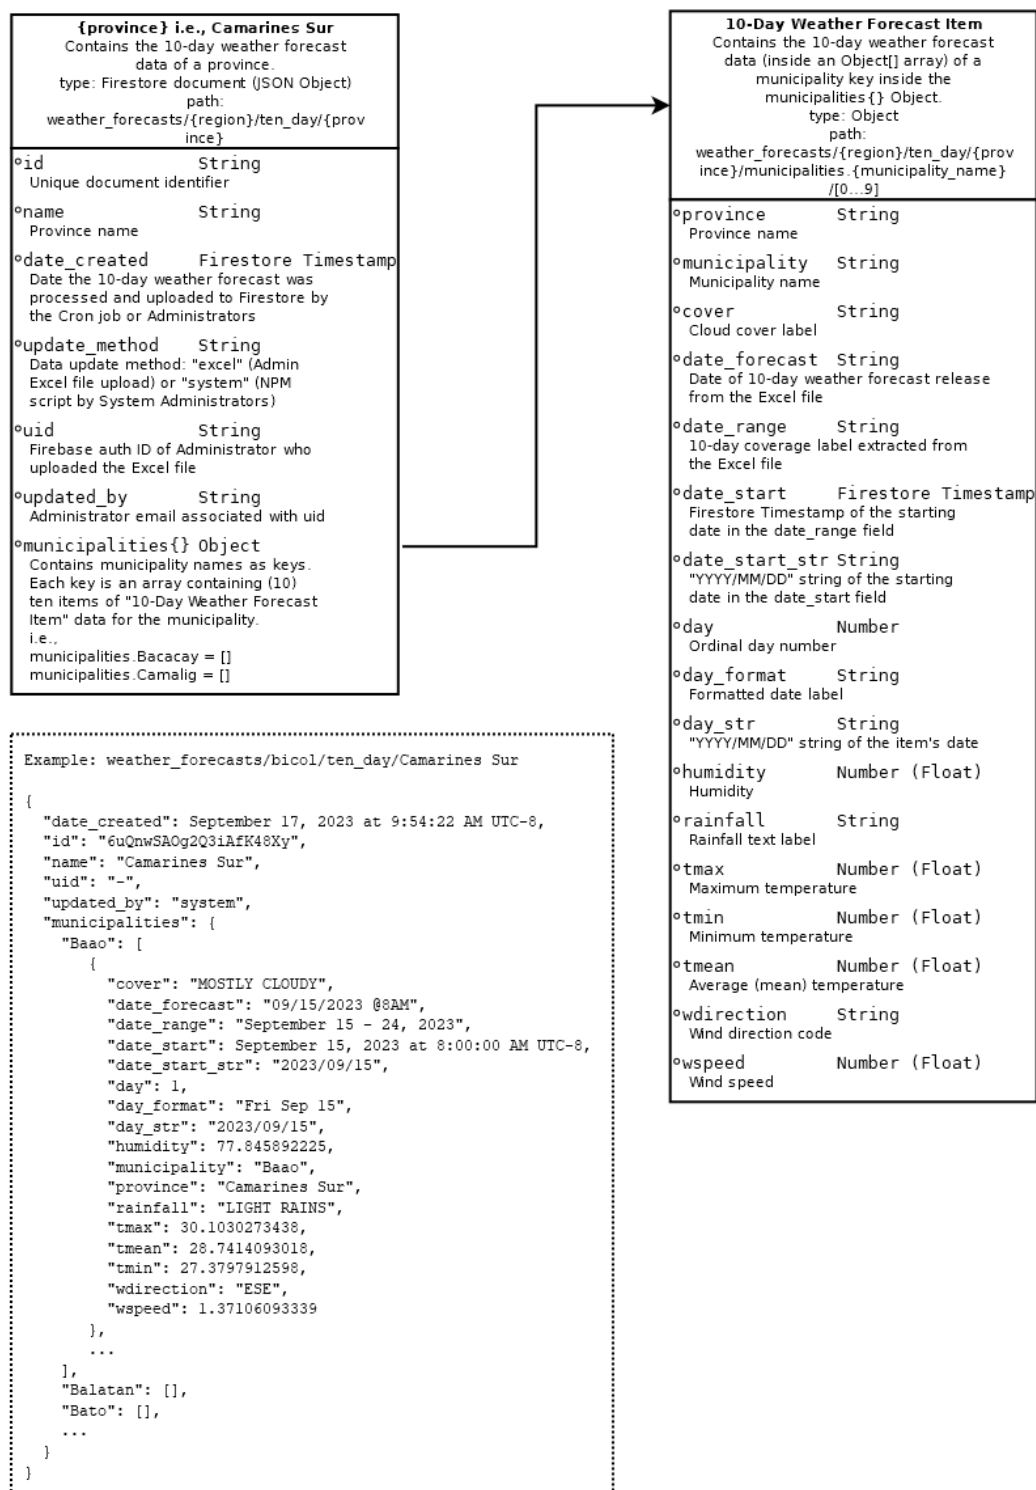 {province} i.e., Camarines Sur
Contains the 10-day weather forecast
data of a province.
type: Firestore document (JSON Object)
path:
weather_forecasts/{region}/ten_day/{prov
ince}
id String
Unique document identifier
name String
Province name
date_created Firestore Timestamp
Date the 10-day weather forecast was
processed and uploaded to Firestore by
the Cron job or Administrators
update_method String
Data update method: "excel" (Admin
Excel file upload) or "system" (NPM
script by System Administrators)
uid String
Firebase auth ID of Administrator who
uploaded the Excel file
updated_by String
Administrator email associated with uid
municipalities{} Object
Contains municipality names as keys.
Each key is an array containing (10)
ten items of "10-Day Weather Forecast
Item" data for the municipality.
i.e.,
municipalities.Bacacay = []
municipalities.Camalig = []
10-Day Weather Forecast Item
Contains the 10-day weather forecast
data (inside an Object[] array) of a
municipality key inside the
municipalities{} Object.
type: Object
path:
weather_forecasts/{region}/ten_day/{prov
ince}/municipalities.{municipality_name}
/[0...9]
province String
Province name
municipality String
Municipality name
cover String
Cloud cover label
date_forecast String
Date of 10-day weather forecast release
from the Excel file
date_range String
10-day coverage label extracted from
the Excel file
date_start Firestore Timestamp
Firestore Timestamp of the starting
date in the date_range field
date_start_str String
"YYYY/MM/DD" string of the starting
date in the date_start field
day Number
Ordinal day number
day_format String
Formatted date label
day_str String
"YYYY/MM/DD" string of the item's date
humidity Number (Float)
Humidity
rainfall String
Rainfall text label
tmax Number (Float)
Maximum temperature
tmin Number (Float)
Minimum temperature
tmean Number (Float)
Average (mean) temperature
wdirection String
Wind direction code
wspeed Number (Float)
Wind speed
Example: weather_forecasts/bicol/ten_day/Camarines Sur
{
"date_created": September 17, 2023 at 9:54:22 AM UTC-8,
"id": "6uQnwSAOg2Q3iAfK48Xy",
"name": "Camarines Sur",
"uid": "-",
"updated_by": "system",
"municipalities": {
"Baao": [
{
"cover": "MOSTLY CLOUDY",
"date_forecast": "09/15/2023 @8AM",
"date_range": "September 15 - 24, 2023",
"date_start": September 15, 2023 at 8:00:00 AM UTC-8,
"date_start_str": "2023/09/15",
"day": 1,
"day_format": "Fri Sep 15",
"day_str": "2023/09/15",
"humidity": 77.845892225,
"municipality": "Baao",
"province": "Camarines Sur",
"rainfall": "LIGHT RAINS",
"tmax": 30.1030273438,
"tmean": 28.7414093018,
"tmin": 27.3797912598,
"wdirection": "ESE",
"wspeed": 1.37106093339
},
...
],
"Balatan": [],
"Bato": [],
...
}
}